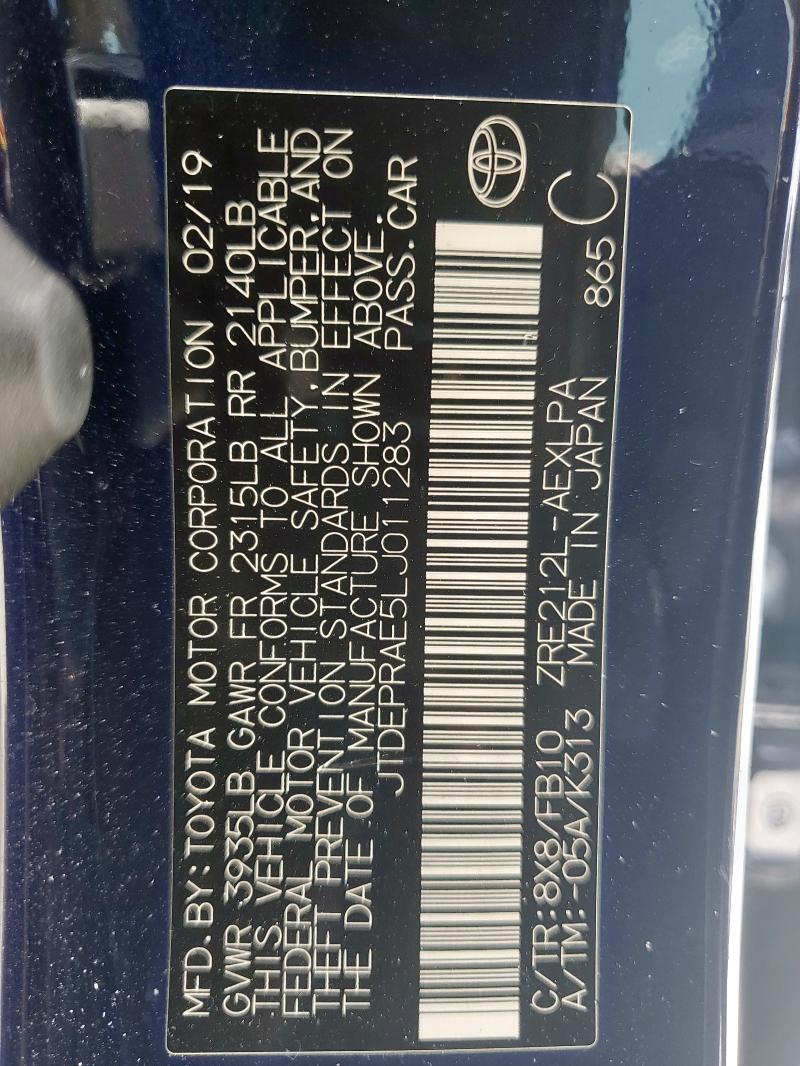 MFD.BY:TOYOTA MOTOR CORPORATION 02/19
GVWR 3935LB GAWR FR 2315LB RR 2140LB
THIS VEHICLE CONFORMS TO ALL APPLICABLE
FEDERAL MOTOR VEHICLE SAFETY,BUMPER,AND
THEFT PREVENTION STANDARDS IN EFFECT ON
THE DATE OF MANUFACTURE SHOWN ABOVE.
JTDEPRAE5LJ011283 PASS.CAR
C/TR:8X8/FB10 ZRE212L-AEXLPA
A/TM:-05A/K313 MADE IN JAPAN 865 C